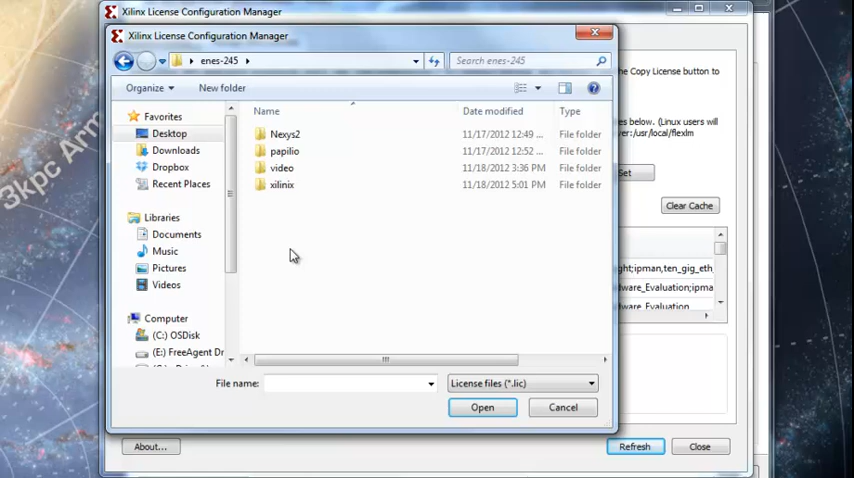 Xilinx License Configuration Manager
Xilinx License Configuration Manager
enes-245
Search enes-245
the Copy License button to
Organize
New folder
Name
Date modified
Type
Favorites
Desktop
Downloads
Dropbox
Recent Places
Libraries
Documents
Music
Pictures
Videos
Computer
(C:) OSDisk
(E:) FreeAgent Dr
Nexys2 11/17/2012 12:49 ... File folder
papilio 11/17/2012 12:52 ... File folder
video 11/18/2012 3:36 PM File folder
xilinix 11/18/2012 5:01 PM File folder
es below. (Linux users will
ver:/usr/local/flexlm
Set
Clear Cache
ght;ipman,ten_gig_eth,
dware_Evaluation;ipma
dware_Evaluation
File name:
License files (*.lic)
Open
Cancel
About...
Refresh
Close
Зкрс Arm